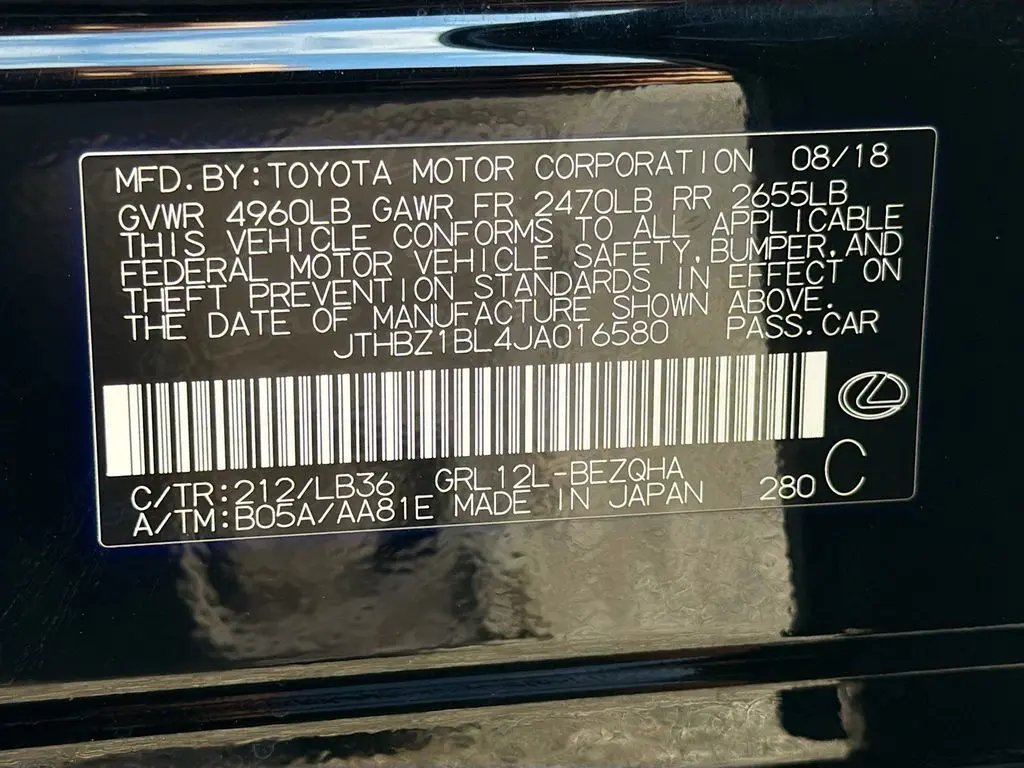 MFD.BY:TOYOTA MOTOR CORPORATION 08/18
GVWR 4960LB GAWR FR 2470LB RR 2655LB
THIS VEHICLE CONFORMS TO ALL APPLICABLE
FEDERAL MOTOR VEHICLE SAFETY,BUMPER,AND
THEFT PREVENTION STANDARDS IN EFFECT ON
THE DATE OF MANUFACTURE SHOWN ABOVE.
JTHBZ1BL4JA016580 PASS.CAR
C/TR:212/LB36 GRL12L-BEZQHA
A/TM:B05A/AA81E MADE IN JAPAN 280 C